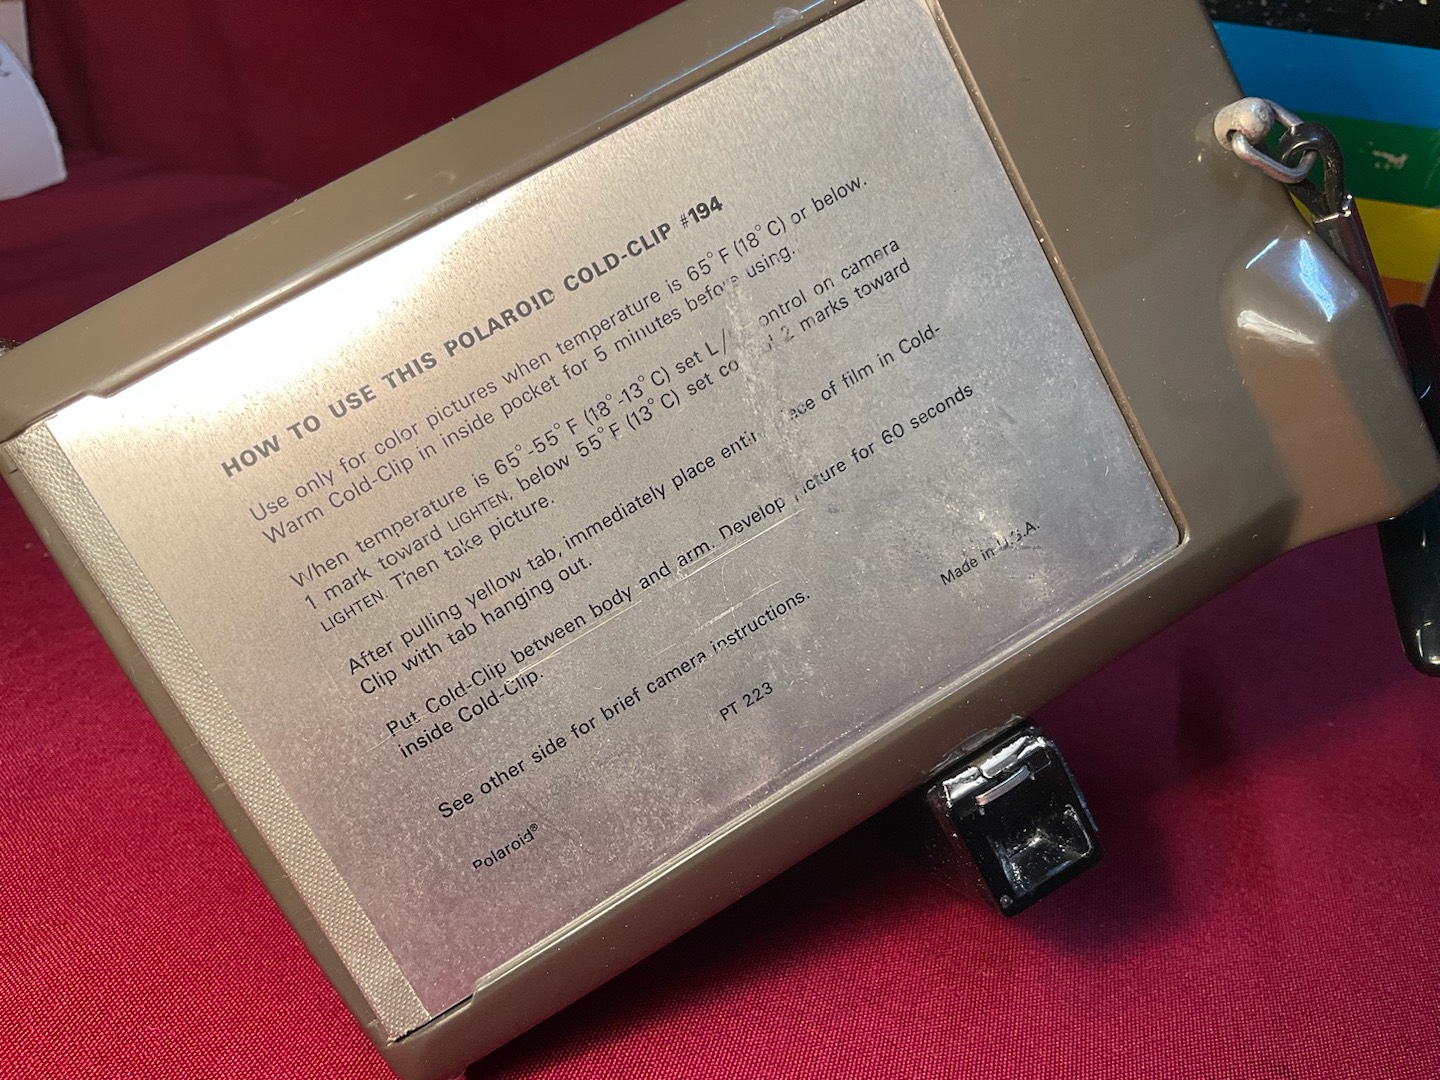 HOW TO USE THIS POLAROID COLD-CLIP #194
Use only for color pictures when temperature is 65°F (18°C) or below.
Warm Cold-Clip in inside pocket for 5 minutes before using.
When temperature is 65°-55°F (18°-13°C) set L/ control on camera
1 mark toward LIGHTEN, below 55°F (13°C) set control 2 marks toward
LIGHTEN. Then take picture.
After pulling yellow tab, immediately place entire piece of film in Cold-
Clip with tab hanging out.
Put Cold-Clip between body and arm. Develop picture for 60 seconds
inside Cold-Clip.
See other side for brief camera instructions.
Polaroid®
PT 223
Made in U.S.A.